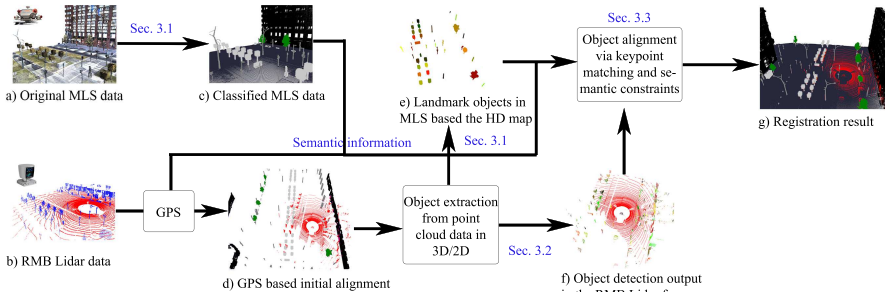 Sec. 3.1
a) Original MLS data
c) Classified MLS data
e) Landmark objects in
MLS based the HD map
Sec. 3.3
Object alignment
via keypoint
matching and se-
mantic constraints
g) Registration result
Semantic information
Sec. 3.1
GPS
b) RMB Lidar data
d) GPS based initial alignment
Object extraction
from point
cloud data in
3D/2D
Sec. 3.2
f) Object detection output